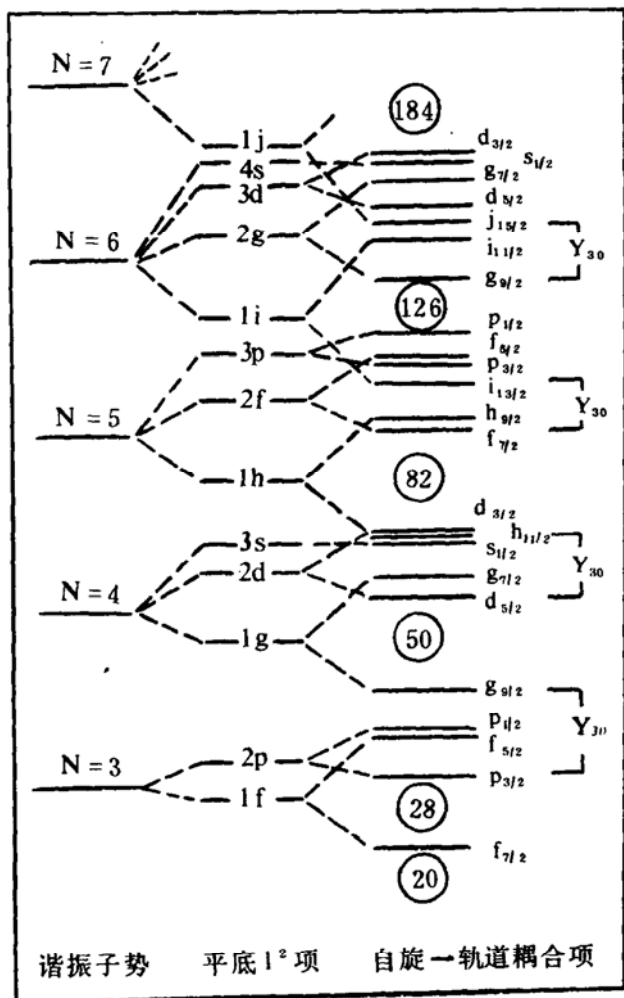 N = 7
184
1j
4s
3d
d3/2
s1/2
g7/2
d5/2
j15/2
N = 6
2g
i11/2
Y30
g9/2
1i
126
p1/2
3p
f5/2
p3/2
i13/2
N = 5
2f
h9/2
Y30
f7/2
1h
82
d3/2
3s
h11/2
s1/2
2d
g7/2
Y30
N = 4
d5/2
1g
50
g9/2
p1/2
Y30
2p
f5/2
N = 3
p3/2
1f
28
f7/2
20
谐振子势 平底 1² 项 自旋一轨道耦合项